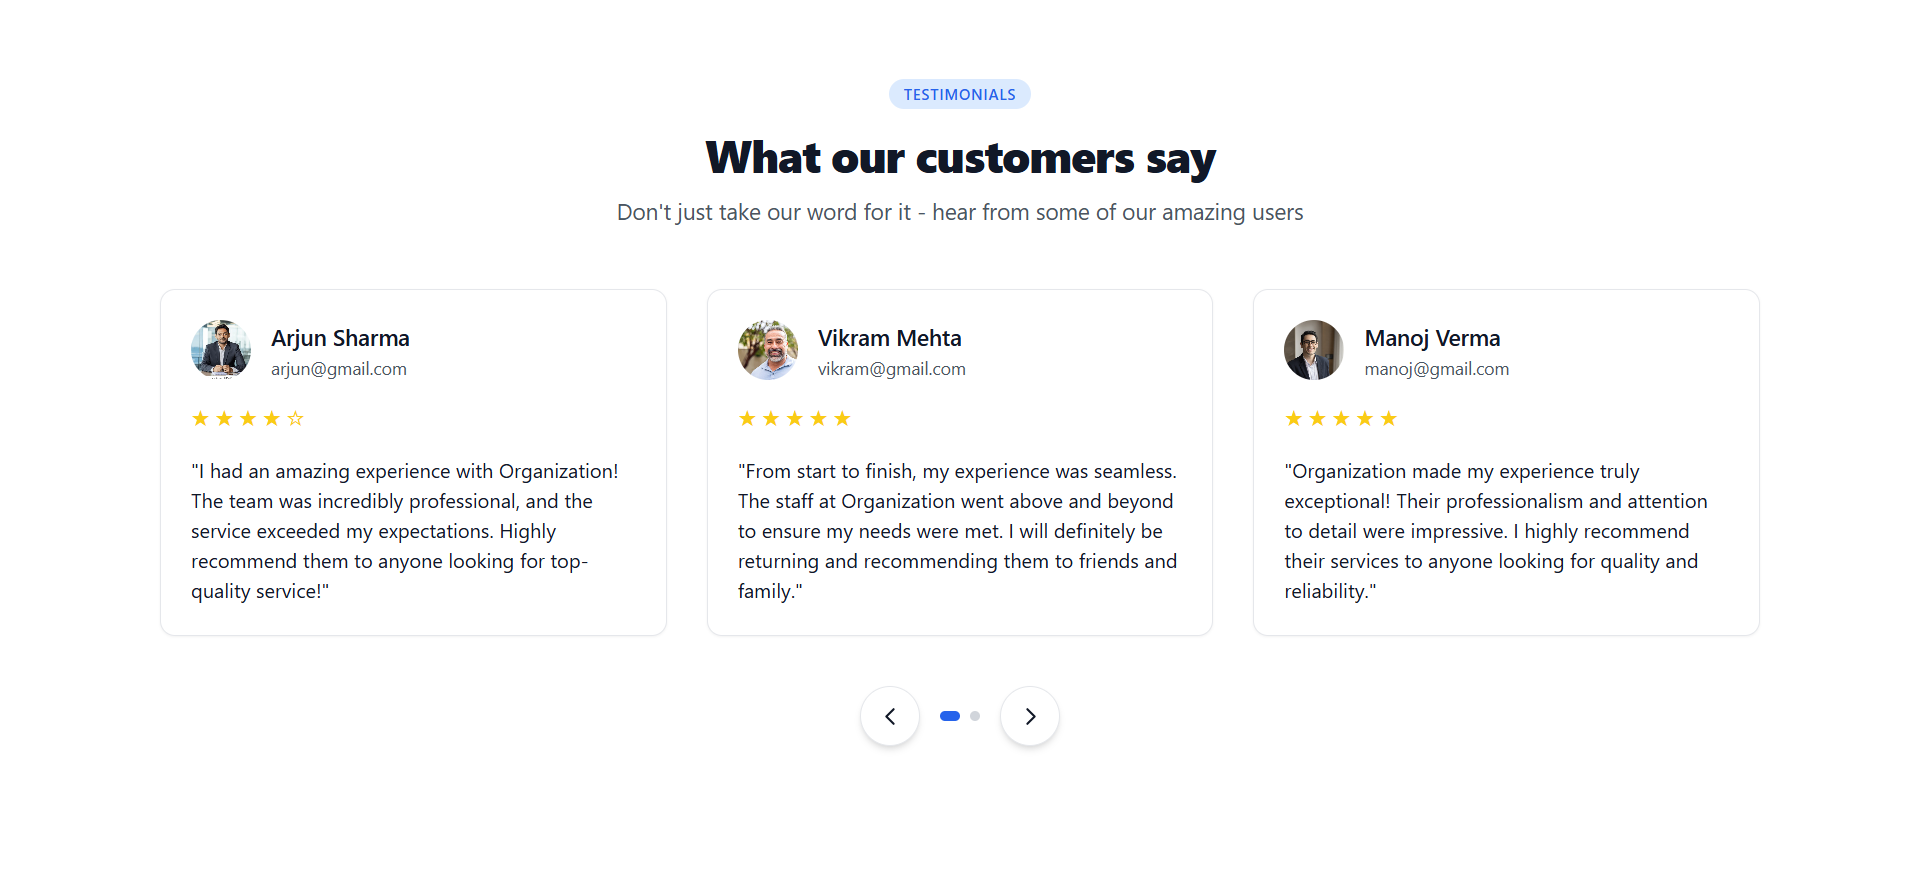 TESTIMONIALS
What our customers say
Don't just take our word for it - hear from some of our amazing users
Arjun Sharma
arjun@gmail.com
★★★★☆
"I had an amazing experience with Organization!
The team was incredibly professional, and the
service exceeded my expectations. Highly
recommend them to anyone looking for top-
quality service!"
Vikram Mehta
vikram@gmail.com
★★★★★
"From start to finish, my experience was seamless.
The staff at Organization went above and beyond
to ensure my needs were met. I will definitely be
returning and recommending them to friends and
family."
Manoj Verma
manoj@gmail.com
★★★★★
"Organization made my experience truly
exceptional! Their professionalism and attention
to detail were impressive. I highly recommend
their services to anyone looking for quality and
reliability."